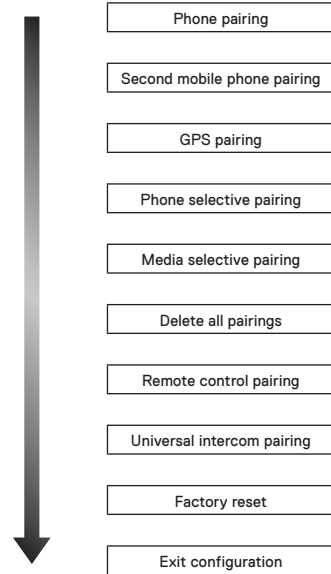 Phone pairing
Second mobile phone pairing
GPS pairing
Phone selective pairing
Media selective pairing
Delete all pairings
Remote control pairing
Universal intercom pairing
Factory reset
Exit configuration